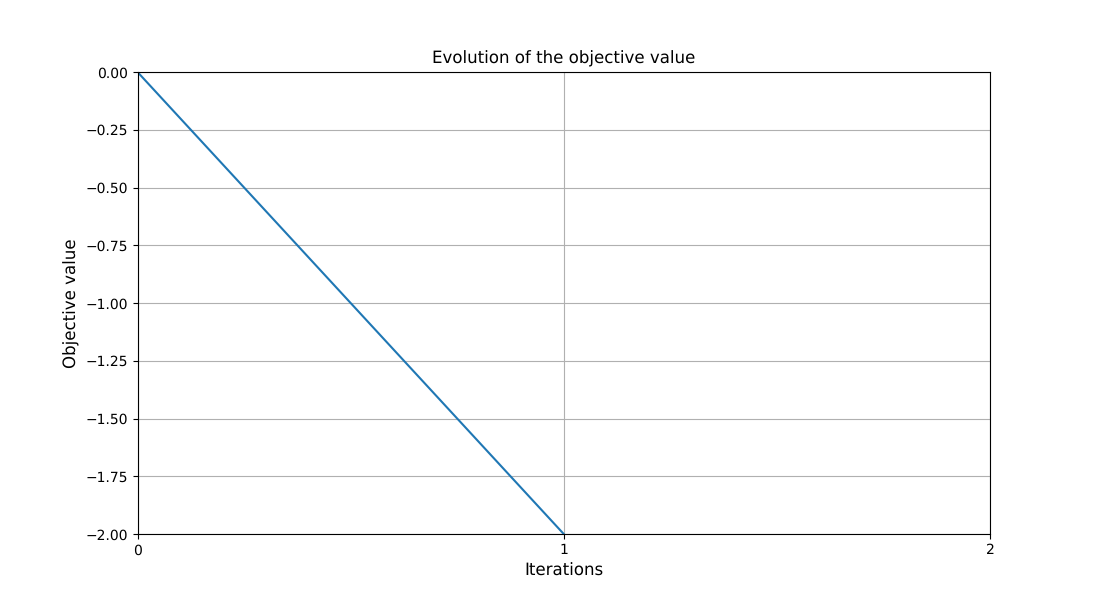 Evolution of the objective value
0.00
−0.25
−0.50
−0.75
−1.00
−1.25
−1.50
−1.75
−2.00
Objective value
0 1 2
Iterations